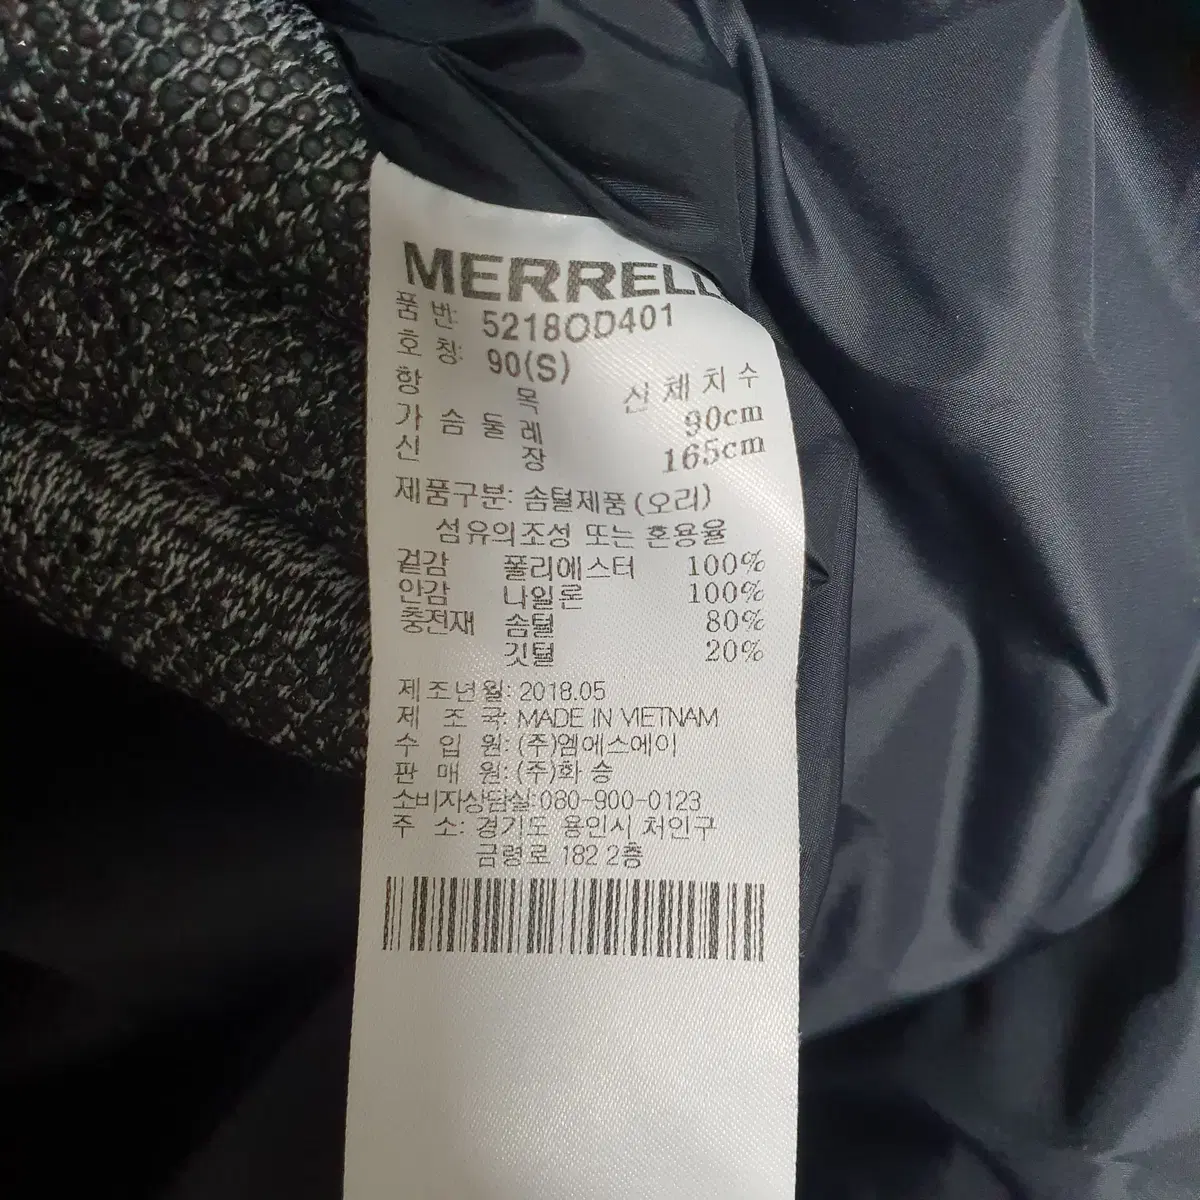 MERRELL
품 번: 5218OD401
호 칭: 90(S)
항 목 신체치수
가슴둘레 90cm
신 장 165cm
제품구분: 솜털제품(오리)
섬유의조성 또는 혼용율
겉감 폴리에스터 100%
안감 나일론 100%
충전재 솜털 80%
깃털 20%
제조년월: 2018.05
제 조 국: MADE IN VIETNAM
수 입 원: (주)엠에스에이
판 매 원: (주)화 승
소비자상담실: 080-900-0123
주 소: 경기도 용인시 처인구
금령로 182 2층